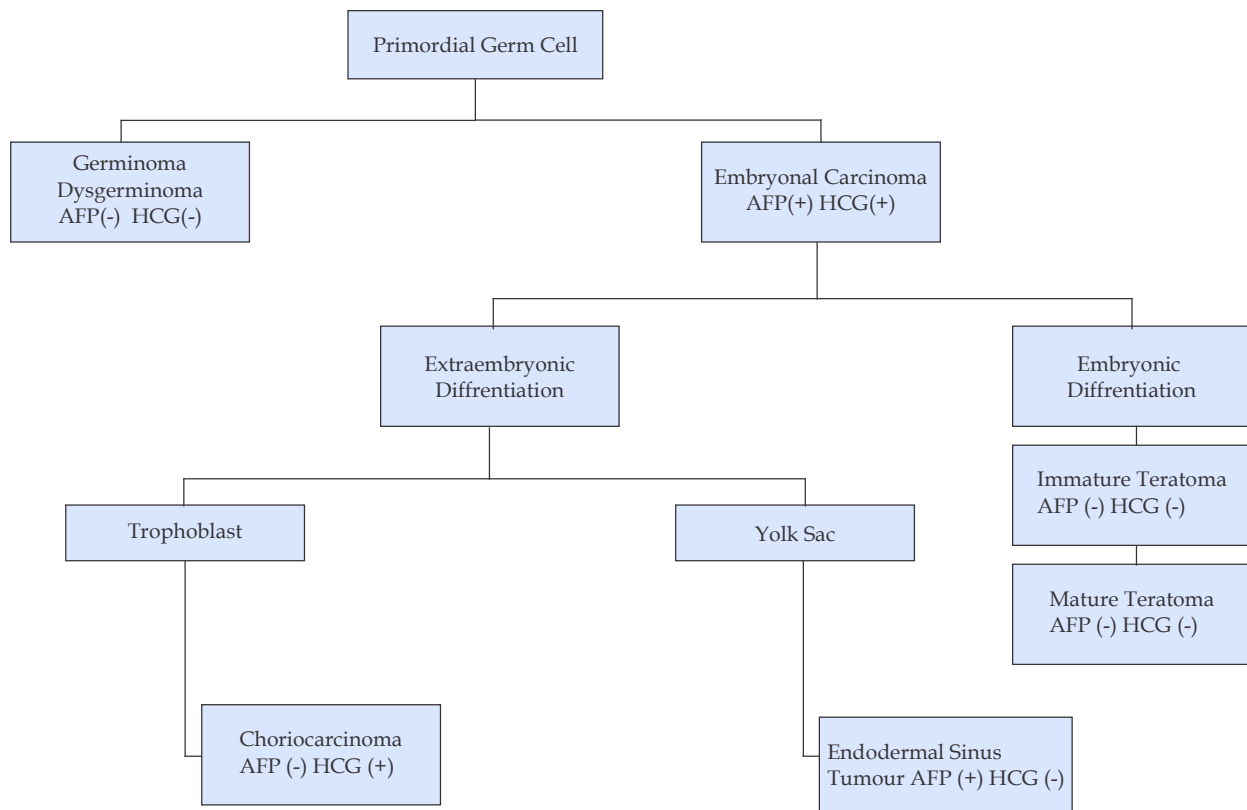 Primordial Germ Cell
Germinoma
Dysgerminoma
AFP(-) HCG(-)
Embryonal Carcinoma
AFP(+) HCG(+)
Extraembryonic
Diffrentiation
Embryonic
Diffrentiation
Immature Teratoma
AFP (-) HCG (-)
Trophoblast
Yolk Sac
Mature Teratoma
AFP (-) HCG (-)
Choriocarcinoma
AFP (-) HCG (+)
Endodermal Sinus
Tumour AFP (+) HCG (-)